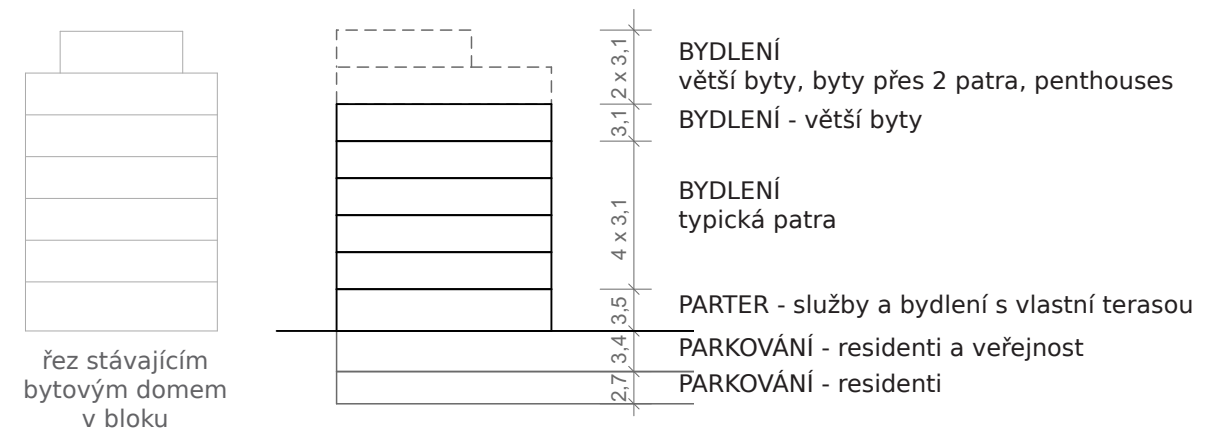 2 x 3,1
BYDLENÍ
větší byty, byty přes 2 patra, penthouses
3,1
BYDLENÍ - větší byty
4 x 3,1
BYDLENÍ
typická patra
3,5
PARTER - služby a bydlení s vlastní terasou
3,4
PARKOVÁNÍ - residenti a veřejnost
2,7
PARKOVÁNÍ - residenti
řez stávajícím
bytovým domem
v bloku